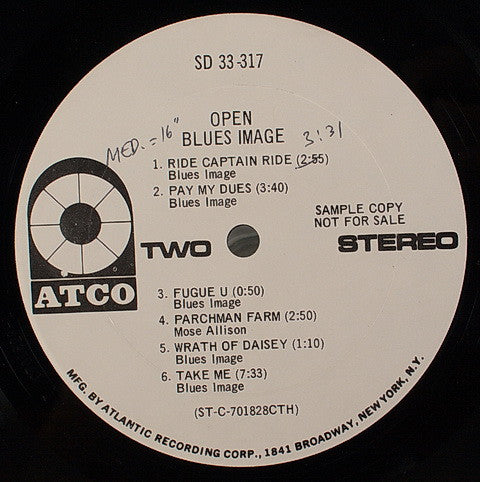 SD 33-317
OPEN
BLUES IMAGE
MED. = 16"
3:31
1. RIDE CAPTAIN RIDE (2:55)
Blues Image
2. PAY MY DUES (3:40)
Blues Image
SAMPLE COPY
NOT FOR SALE
TWO
STEREO
ATCO
3. FUGUE U (0:50)
Blues Image
4. PARCHMAN FARM (2:50)
Mose Allison
5. WRATH OF DAISEY (1:10)
Blues Image
6. TAKE ME (7:33)
Blues Image
(ST-C-701828CTH)
MFG. BY ATLANTIC RECORDING CORP., 1841 BROADWAY, NEW YORK, N.Y.